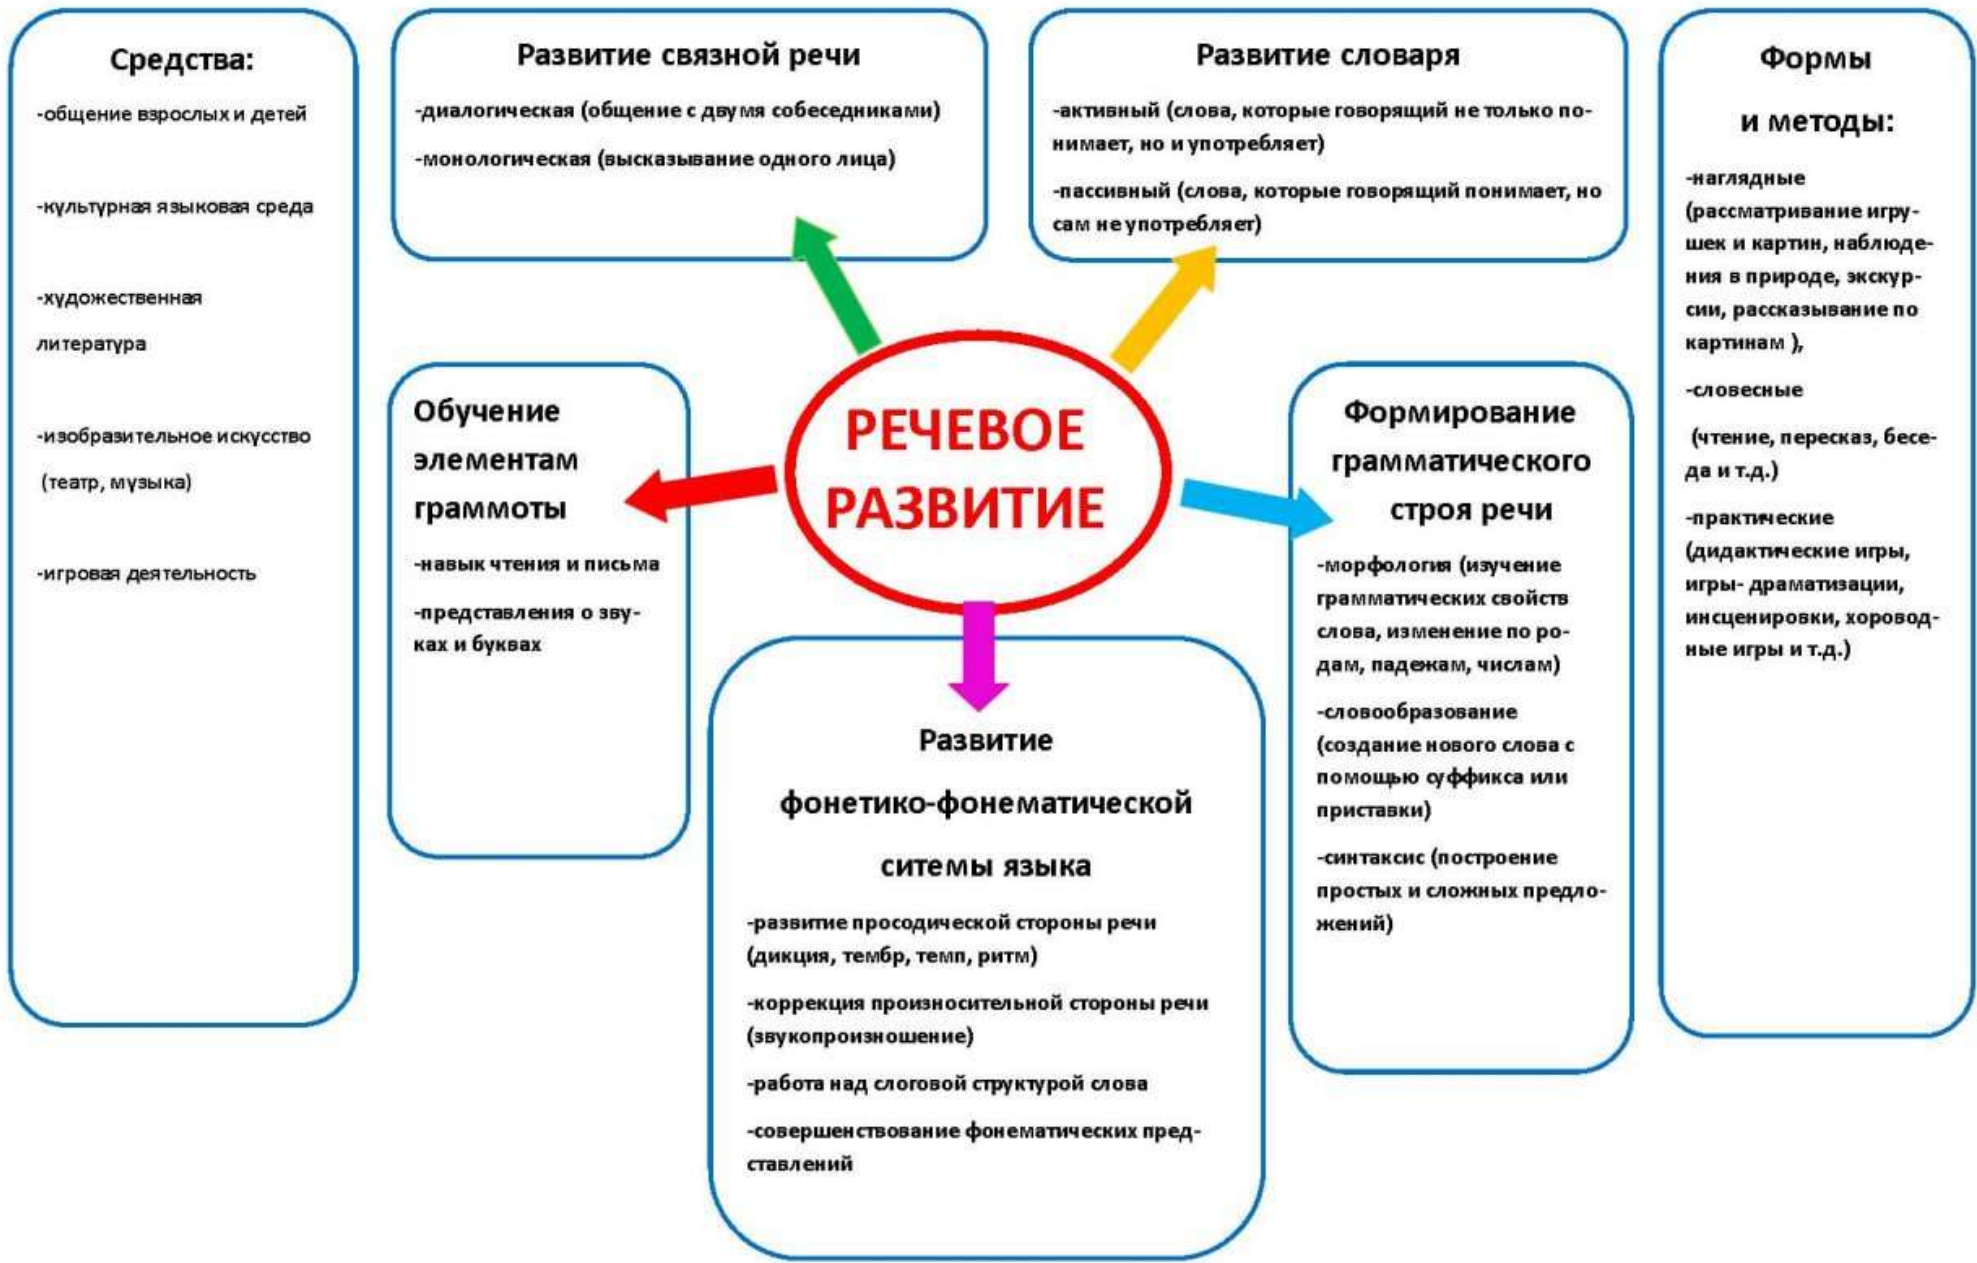 Средства:
-общение взрослых и детей
-культурная языковая среда
-художественная
литература
-изобразительное искусство
(театр, музыка)
-игровая деятельность
Развитие связной речи
-диалогическая (общение с двумя собеседниками)
-монологическая (высказывание одного лица)
Развитие словаря
-активный (слова, которые говорящий не только по-
нимает, но и употребляет)
-пассивный (слова, которые говорящий понимает, но
сам не употребляет)
Формы
и методы:
-наглядные
(рассматривание игру-
шек и картин, наблюде-
ния в природе, экскур-
сии, рассказывание по
картинам ),
-словесные
(чтение, пересказ, бесе-
да и т.д.)
-практические
(дидактические игры,
игры- драматизации,
инсценировки, хоровод-
ные игры и т.д.)
РЕЧЕВОЕ
РАЗВИТИЕ
Обучение
элементам
граммоты
-навык чтения и письма
-представления о зву-
ках и буквах
Формирование
грамматического
строя речи
-морфология (изучение
грамматических свойств
слова, изменение по ро-
дам, падежам, числам)
-словообразование
(создание нового слова с
помощью суффикса или
приставки)
-синтаксис (построение
простых и сложных предло-
жений)
Развитие
фонетико-фонематической
ситемы языка
-развитие просодической стороны речи
(дикция, тембр, темп, ритм)
-коррекция произносительной стороны речи
(звукопроизношение)
-работа над слоговой структурой слова
-совершенствование фонематических пред-
ставлений